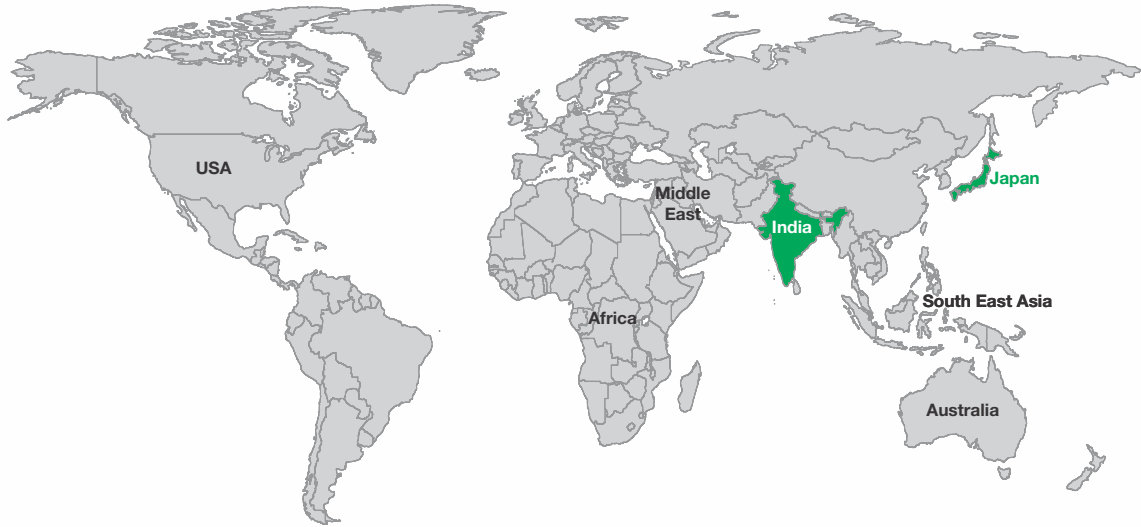 USA
Middle
East
Japan
India
South East Asia
Africa
Australia